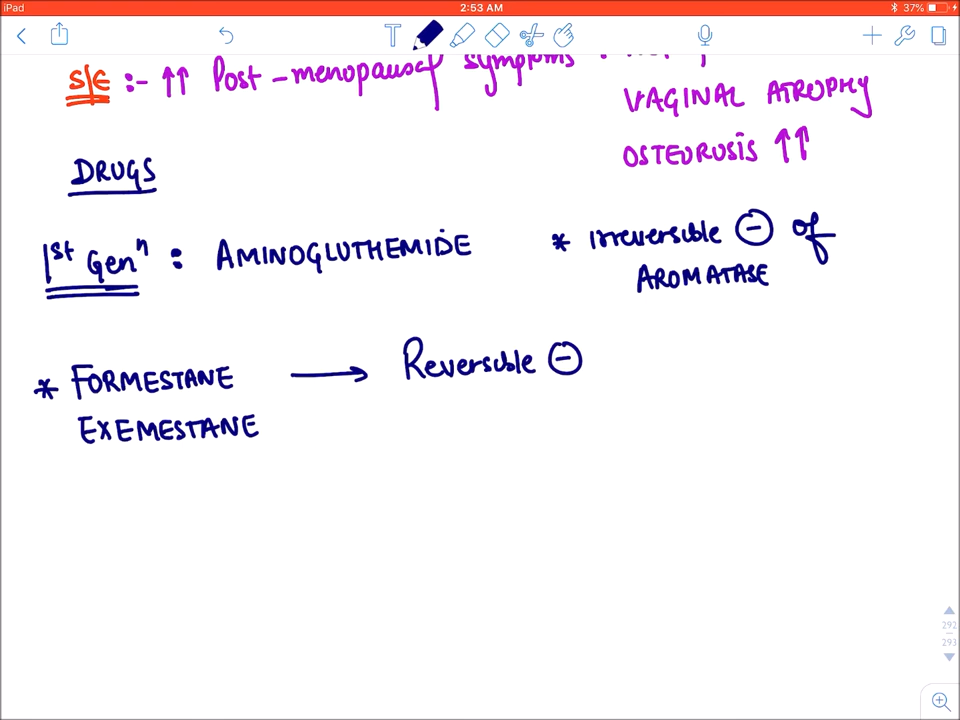 iPad
2:53 AM
37%
T
S/E :- ↑↑ Post-menopausal symptoms :
VAGINAL ATROPHY
OSTEURUSIS ↑↑
DRUGS
1st Genn : AMINOGLUTHEMIDE
* irreversible ⊖ of
AROMATASE
* FORMESTANE → Reversible ⊖
EXEMESTANE
292
293